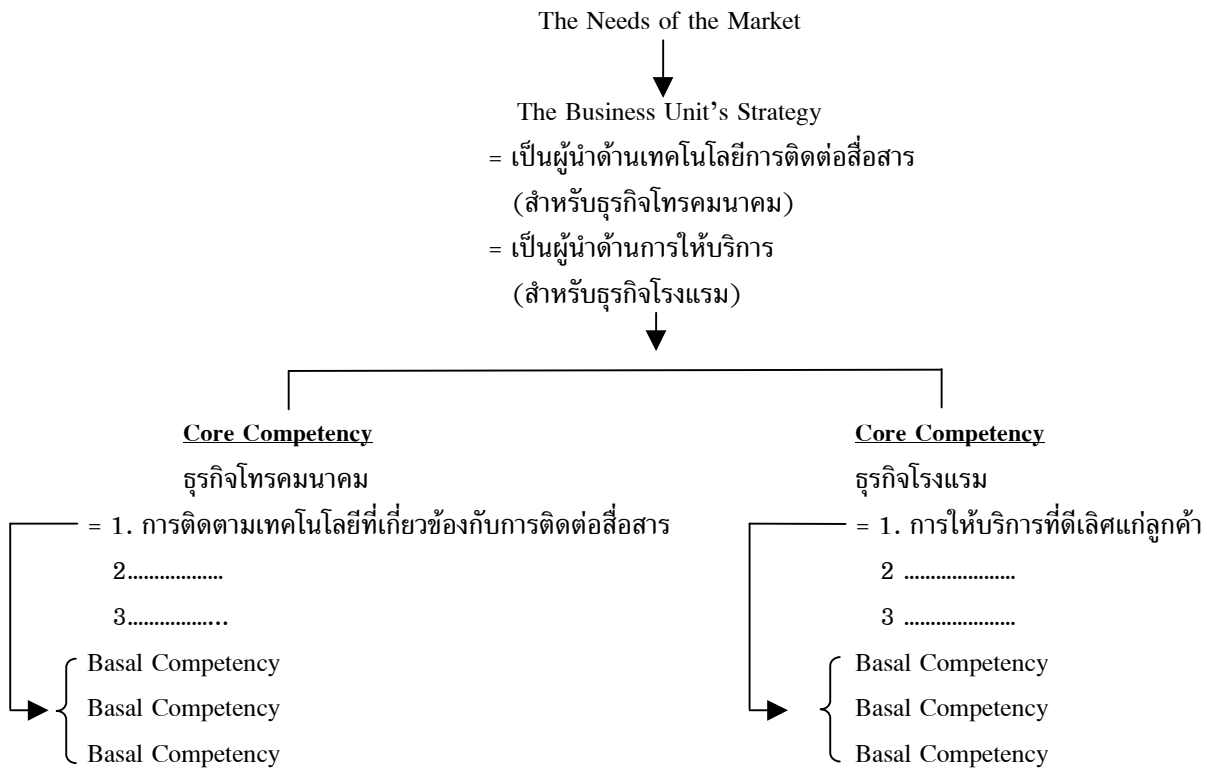 The Needs of the Market
The Business Unit's Strategy
= เป็นผู้นำด้านเทคโนโลยีการติดต่อสื่อสาร
(สำหรับธุรกิจโทรคมนาคม)
= เป็นผู้นำด้านการให้บริการ
(สำหรับธุรกิจโรงแรม)
Core Competency
ธุรกิจโทรคมนาคม
= 1. การติดตามเทคโนโลยีที่เกี่ยวข้องกับการติดต่อสื่อสาร
2..................
3...................
Basal Competency
Basal Competency
Basal Competency
Core Competency
ธุรกิจโรงแรม
= 1. การให้บริการที่ดีเลิศแก่ลูกค้า
2 .....................
3 .....................
Basal Competency
Basal Competency
Basal Competency